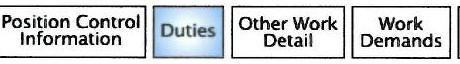 Position Control
Information
Duties
Other Work
Detail
Work
Demands